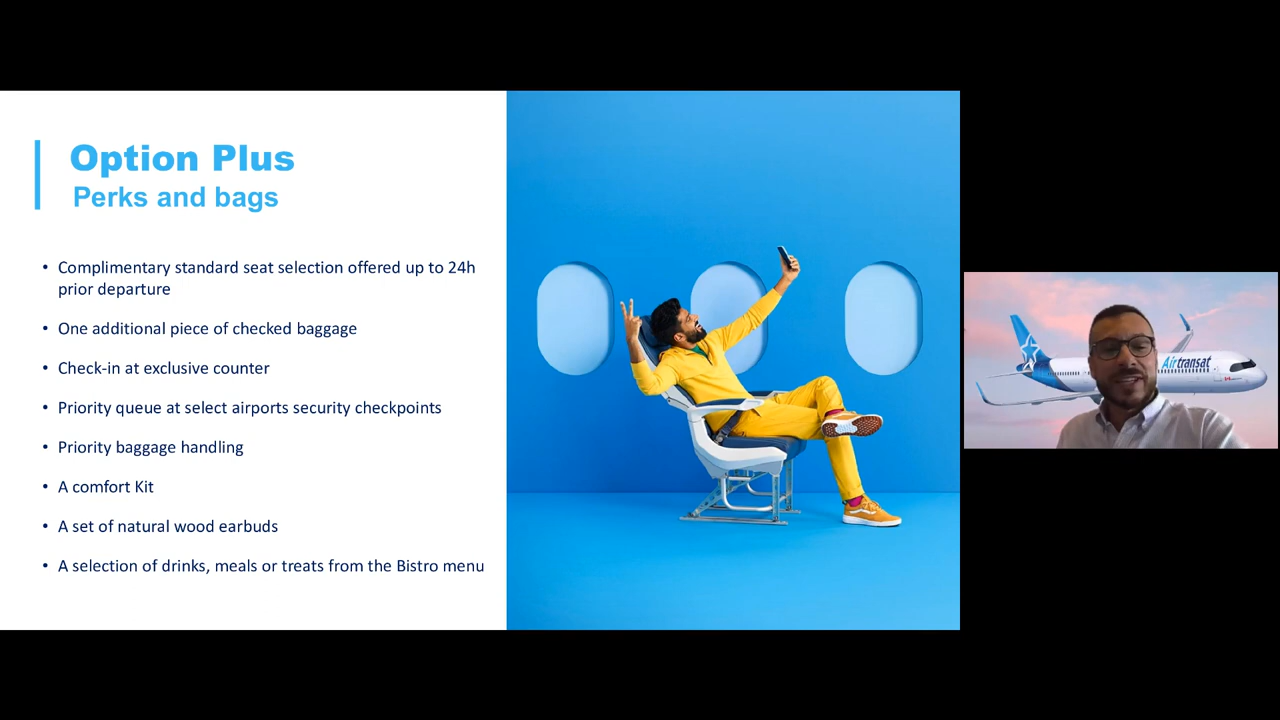 Option Plus
Perks and bags
• Complimentary standard seat selection offered up to 24h
prior departure
• One additional piece of checked baggage
• Check-in at exclusive counter
• Priority queue at select airports security checkpoints
• Priority baggage handling
• A comfort Kit
• A set of natural wood earbuds
• A selection of drinks, meals or treats from the Bistro menu
Airtransat